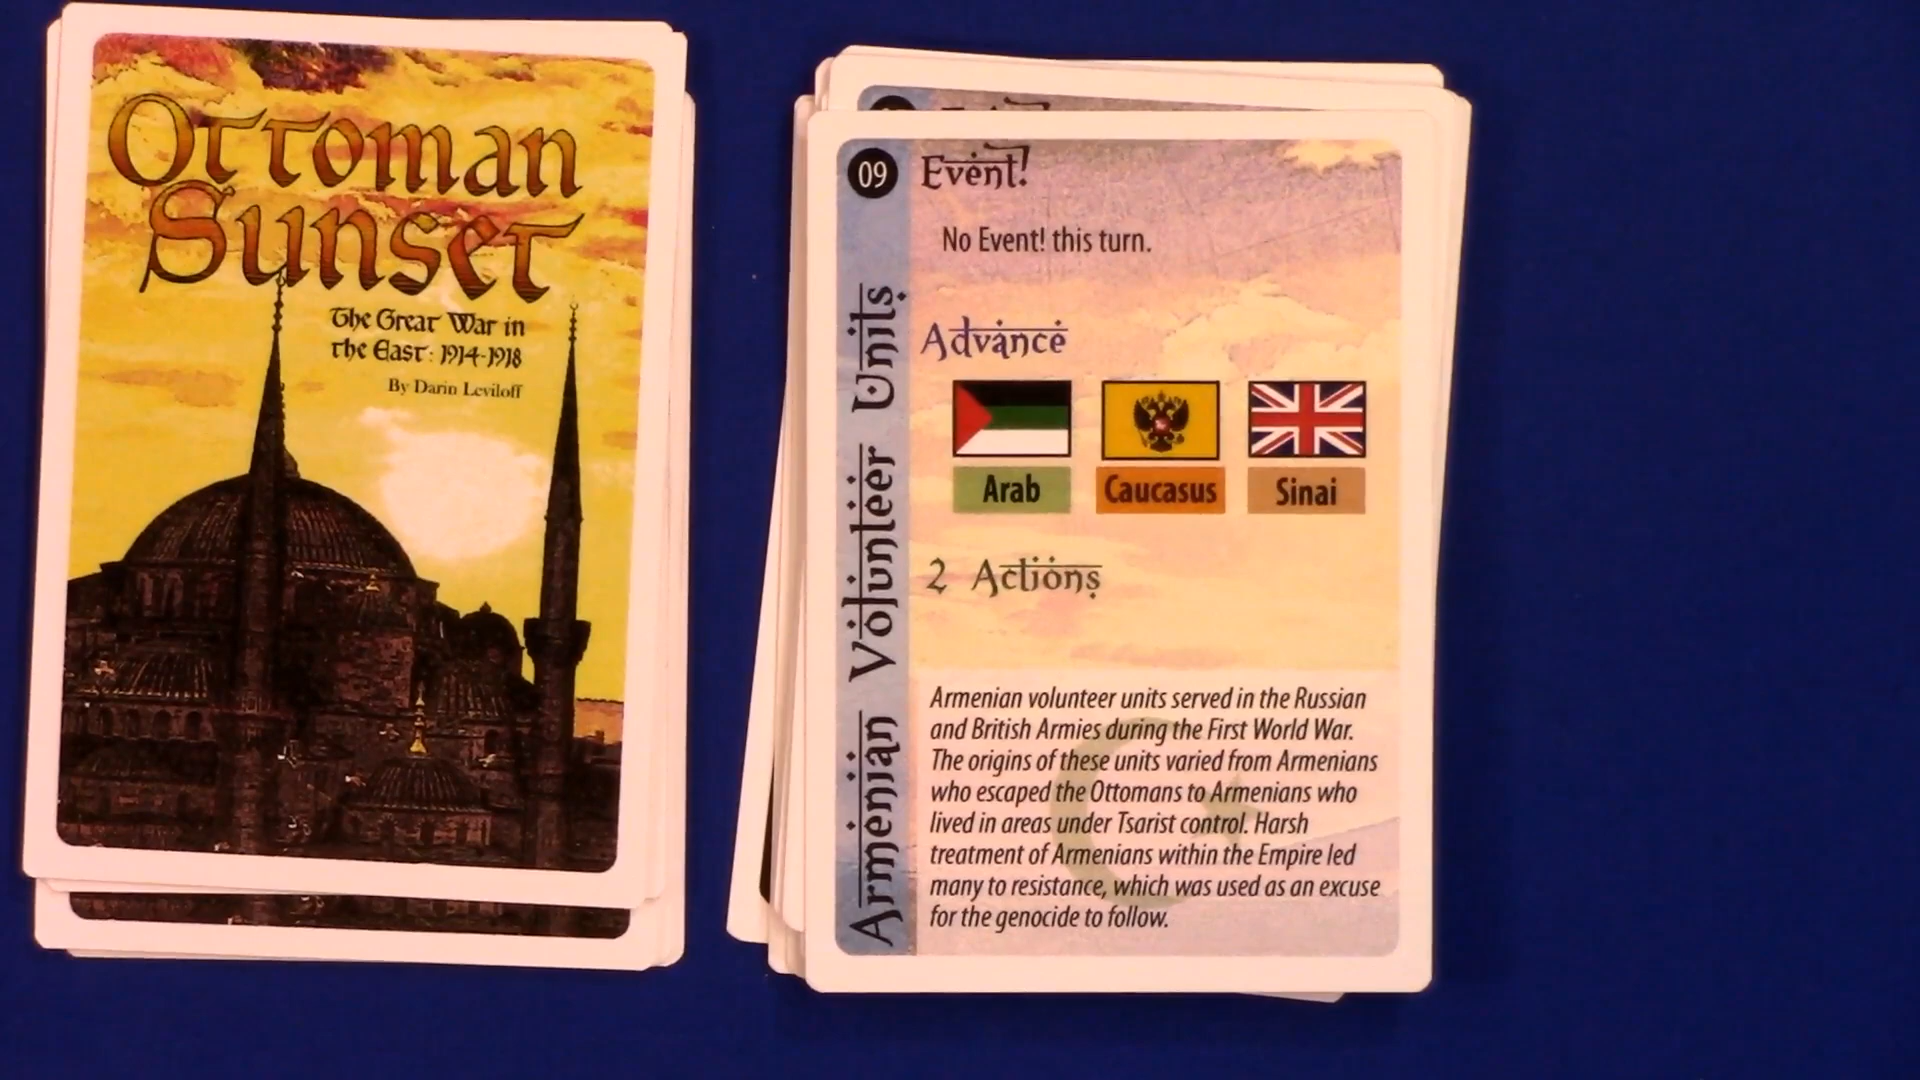 Ottoman
Sunset
The Great War in
the East: 1914-1918
By Darin Leviloff
09
Event!
No Event! this turn.
Advance
Arab Caucasus Sinai
2 Actions
Armenian Volunteer Units
Armenian volunteer units served in the Russian
and British Armies during the First World War.
The origins of these units varied from Armenians
who escaped the Ottomans to Armenians who
lived in areas under Tsarist control. Harsh
treatment of Armenians within the Empire led
many to resistance, which was used as an excuse
for the genocide to follow.